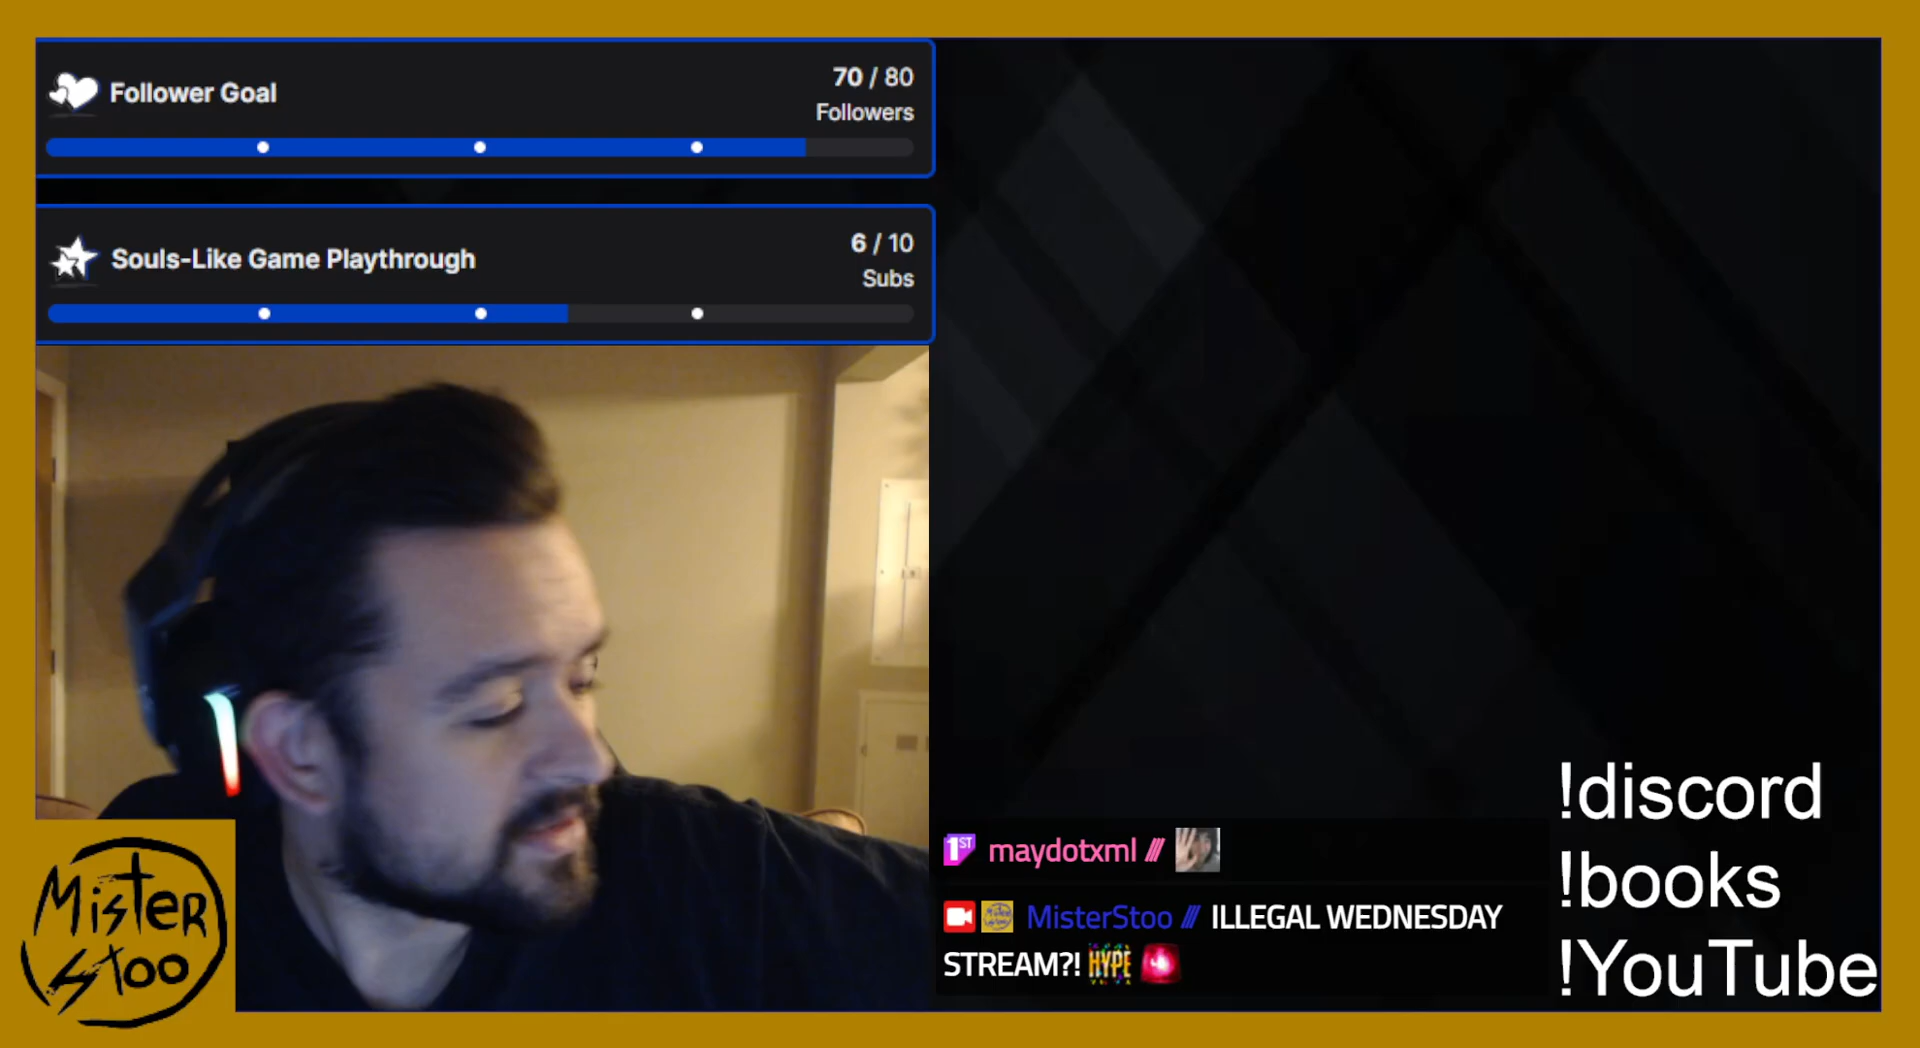 Follower Goal
70 / 80
Followers
Souls-Like Game Playthrough
6 / 10
Subs
Mister
Stoo
1ST maydotxml ///
MisterStoo /// ILLEGAL WEDNESDAY
STREAM?! HYPE
!discord
!books
!YouTube